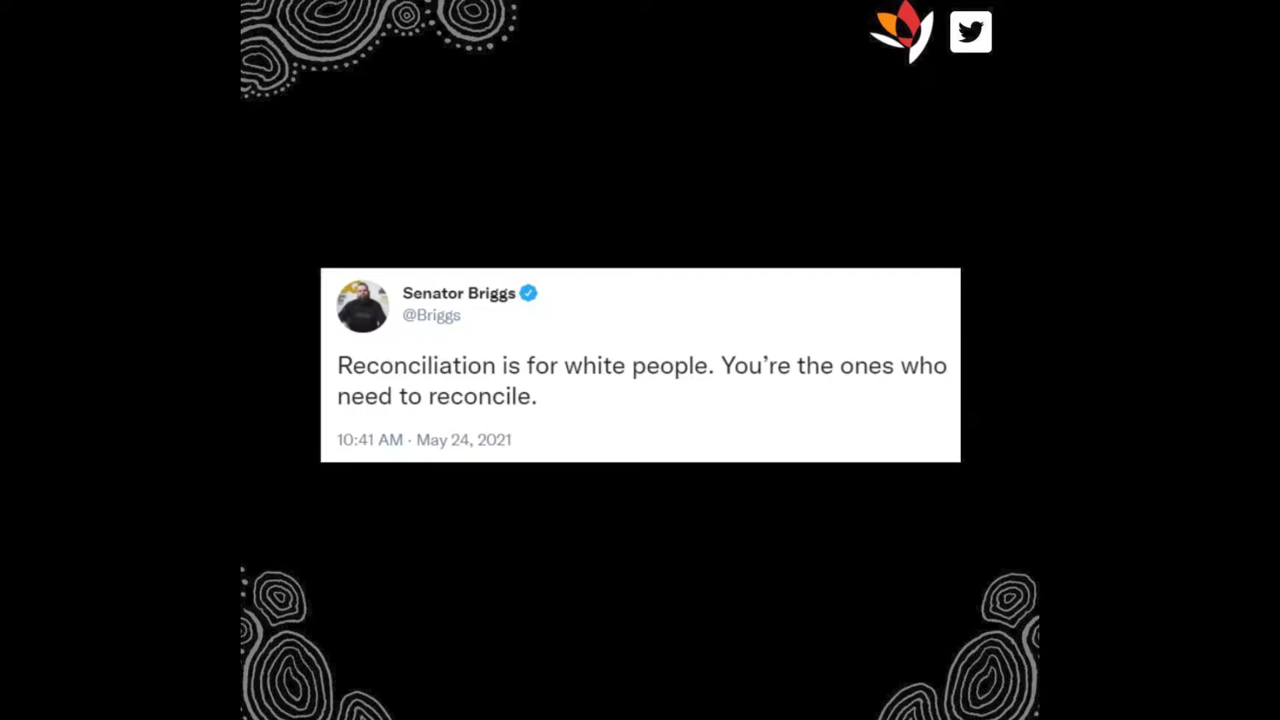 Senator Briggs
@Briggs
Reconciliation is for white people. You’re the ones who
need to reconcile.
10:41 AM · May 24, 2021